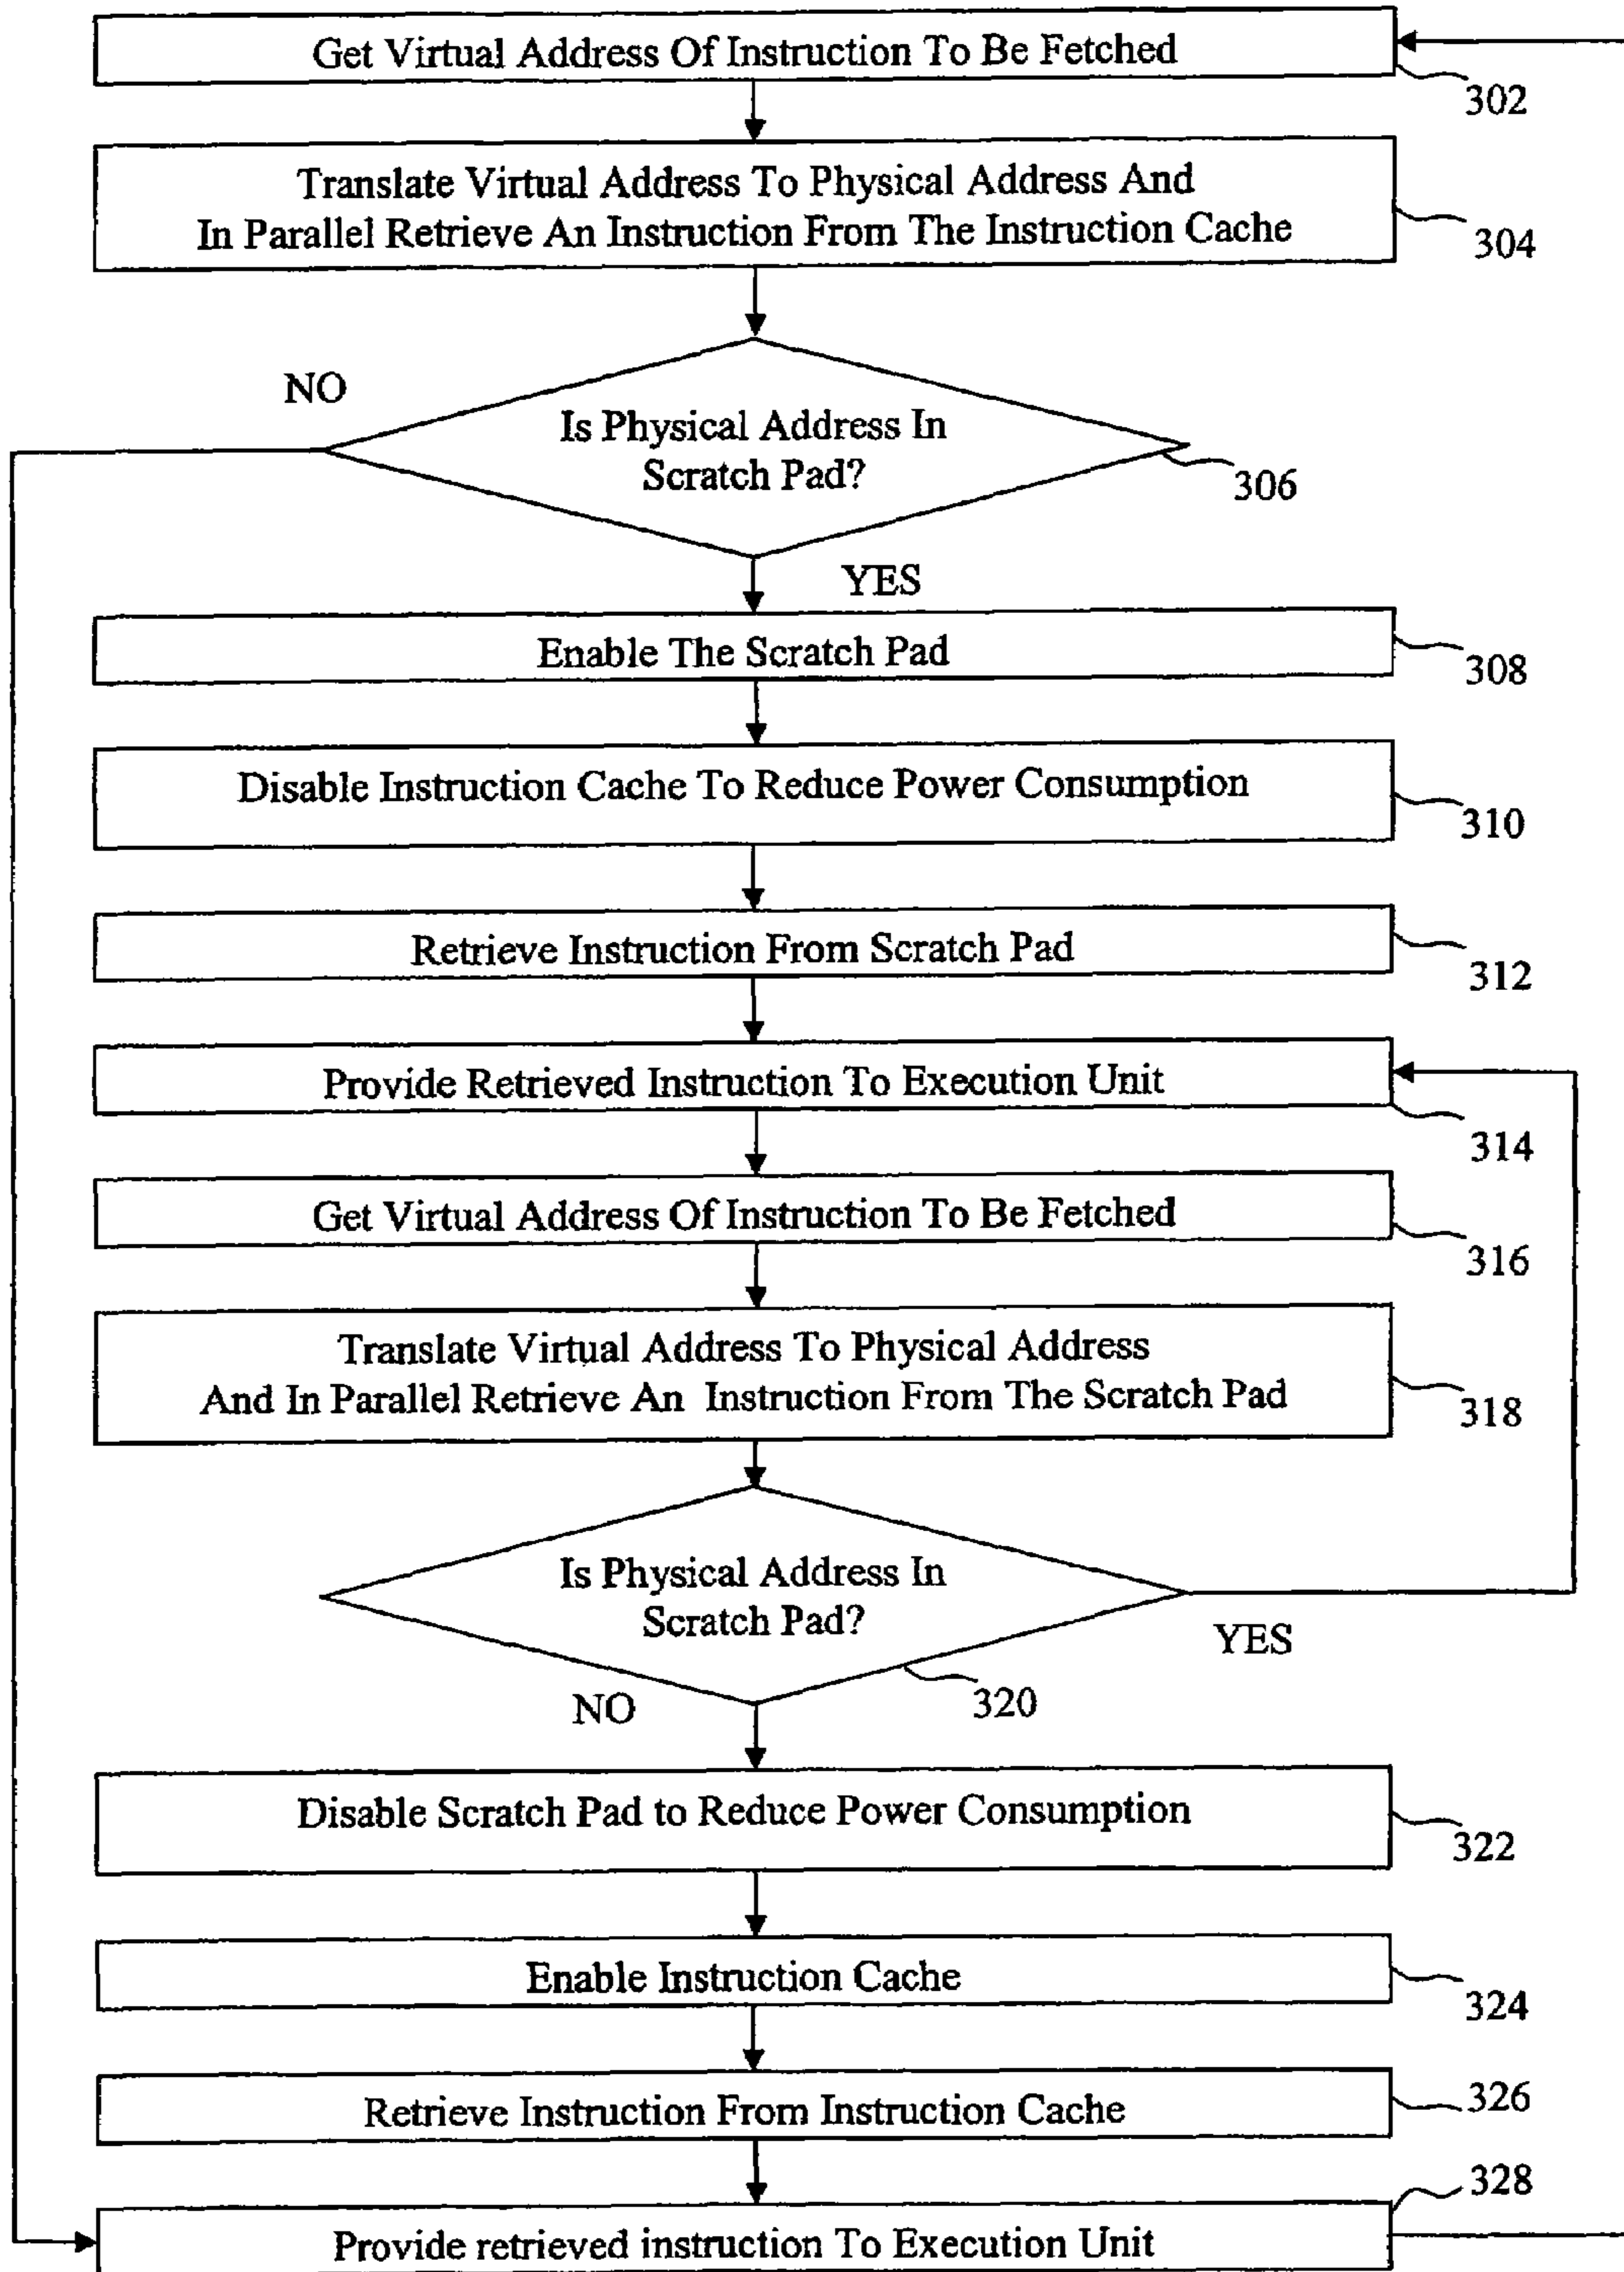 Get Virtual Address Of Instruction To Be Fetched
302
Translate Virtual Address To Physical Address And
In Parallel Retrieve An Instruction From The Instruction Cache
304
NO
Is Physical Address In
Scratch Pad?
306
YES
Enable The Scratch Pad
308
Disable Instruction Cache To Reduce Power Consumption
310
Retrieve Instruction From Scratch Pad
312
Provide Retrieved Instruction To Execution Unit
314
Get Virtual Address Of Instruction To Be Fetched
316
Translate Virtual Address To Physical Address
And In Parallel Retrieve An Instruction From The Scratch Pad
318
Is Physical Address In
Scratch Pad?
YES
320
NO
Disable Scratch Pad to Reduce Power Consumption
322
Enable Instruction Cache
324
Retrieve Instruction From Instruction Cache
326
328
Provide retrieved instruction To Execution Unit